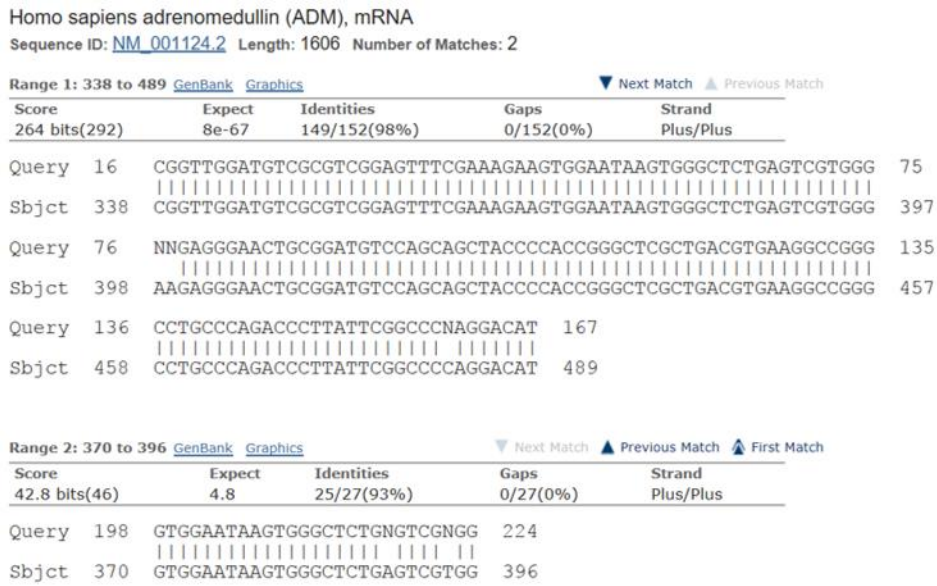 Homo sapiens adrenomedullin (ADM), mRNA
Sequence ID: NM_001124.2 Length: 1606 Number of Matches: 2
Range 1: 338 to 489 GenBank Graphics ▼ Next Match ▲ Previous Match
Score Expect Identities Gaps Strand
264 bits(292) 8e-67 149/152(98%) 0/152(0%) Plus/Plus
Query 16 CGGTTGGATGTCGCGTCGGAGTTTCGAAAGAAGTGGAATAAGTGGGCTCTGAGTCGTGGG 75
||||||||||||||||||||||||||||||||||||||||||||||||||||||||||||
Sbjct 338 CGGTTGGATGTCGCGTCGGAGTTTCGAAAGAAGTGGAATAAGTGGGCTCTGAGTCGTGGG 397
Query 76 NNGAGGGAACTGCGGATGTCCAGCAGCTACCCCACCGGGCTCGCTGACGTGAAGGCCGGG 135
||||||||||||||||||||||||||||||||||||||||||||||||||||||||||
Sbjct 398 AAGAGGGAACTGCGGATGTCCAGCAGCTACCCCACCGGGCTCGCTGACGTGAAGGCCGGG 457
Query 136 CCTGCCCAGACCCTTATTCGGCCCNAGGACAT 167
|||||||||||||||||||||||| |||||||
Sbjct 458 CCTGCCCAGACCCTTATTCGGCCCCAGGACAT 489
Range 2: 370 to 396 GenBank Graphics ▼ Next Match ▲ Previous Match First Match
Score Expect Identities Gaps Strand
42.8 bits(46) 4.8 25/27(93%) 0/27(0%) Plus/Plus
Query 198 GTGGAATAAGTGGGCTCTGNGTCGNGG 224
||||||||||||||||||| |||| ||
Sbjct 370 GTGGAATAAGTGGGCTCTGAGTCGTGG 396